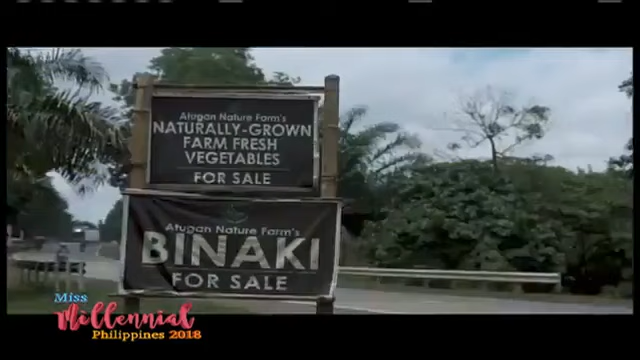 Atugan Nature Farm's
NATURALLY-GROWN
FARM FRESH
VEGETABLES
FOR SALE
Atugan Nature Farm's
BINAKI
FOR SALE
Miss
Millennial
Philippines 2018